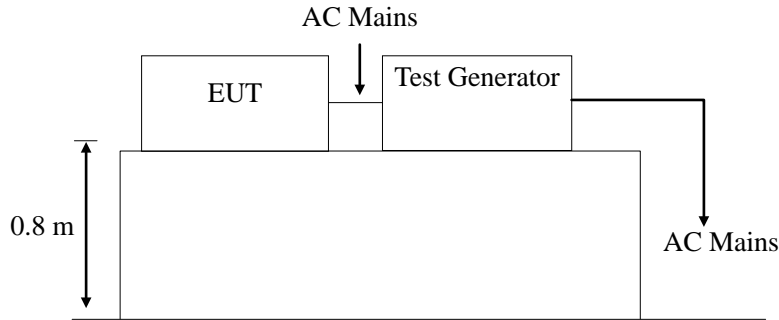 AC Mains
EUT
Test Generator
0.8 m
AC Mains